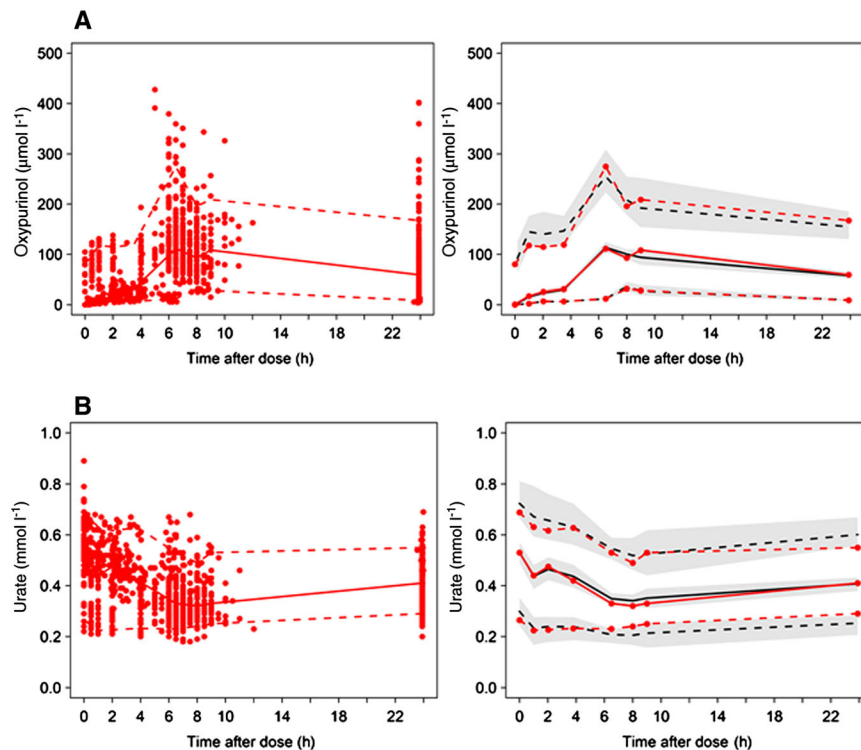 A
500
400
300
200
100
0
Oxypurinol (µmol l⁻¹)
0 2 4 6 8 10 14 18 22
Time after dose (h)
500
400
300
200
100
0
Oxypurinol (µmol l⁻¹)
0 2 4 6 8 10 14 18 22
Time after dose (h)
B
1.0
0.8
0.6
0.4
0.2
0.0
Urate (mmol l⁻¹)
0 2 4 6 8 10 14 18 22
Time after dose (h)
1.0
0.8
0.6
0.4
0.2
0.0
Urate (mmol l⁻¹)
0 2 4 6 8 10 14 18 22
Time after dose (h)